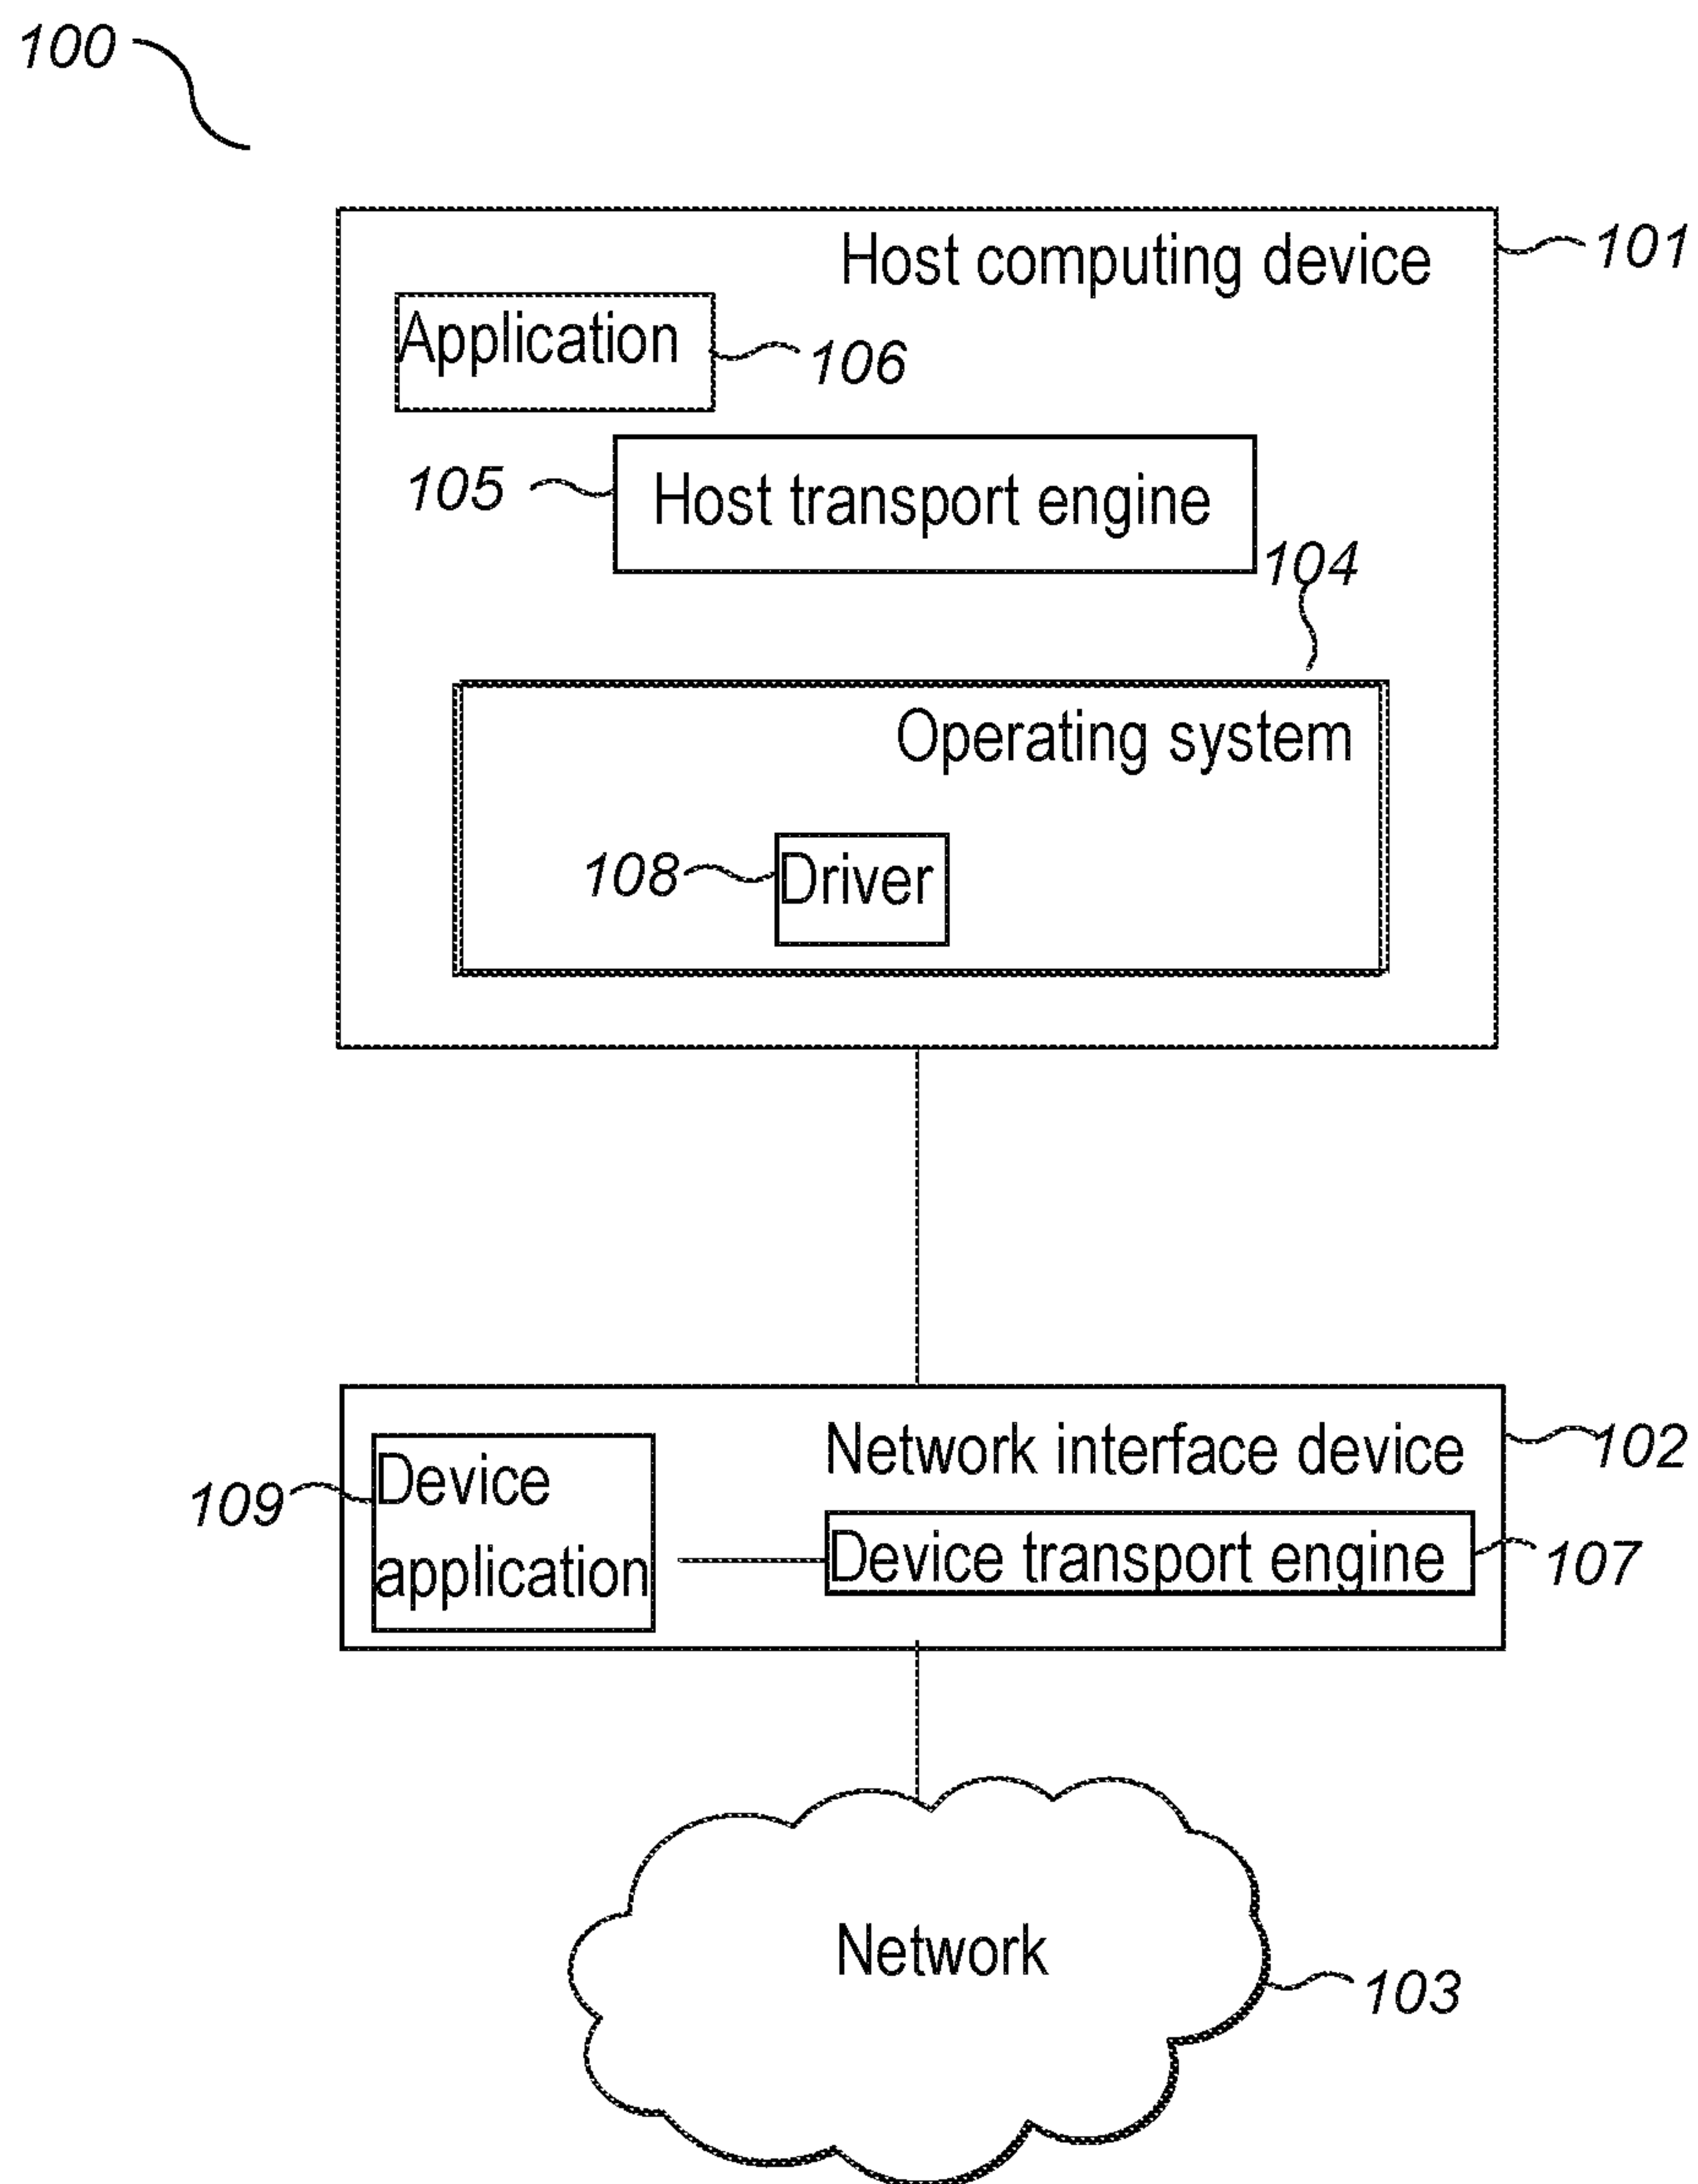 100
Host computing device
101
Application
106
105
Host transport engine
104
Operating system
108
Driver
Network interface device
102
109
Device
application
Device transport engine
107
Network
103